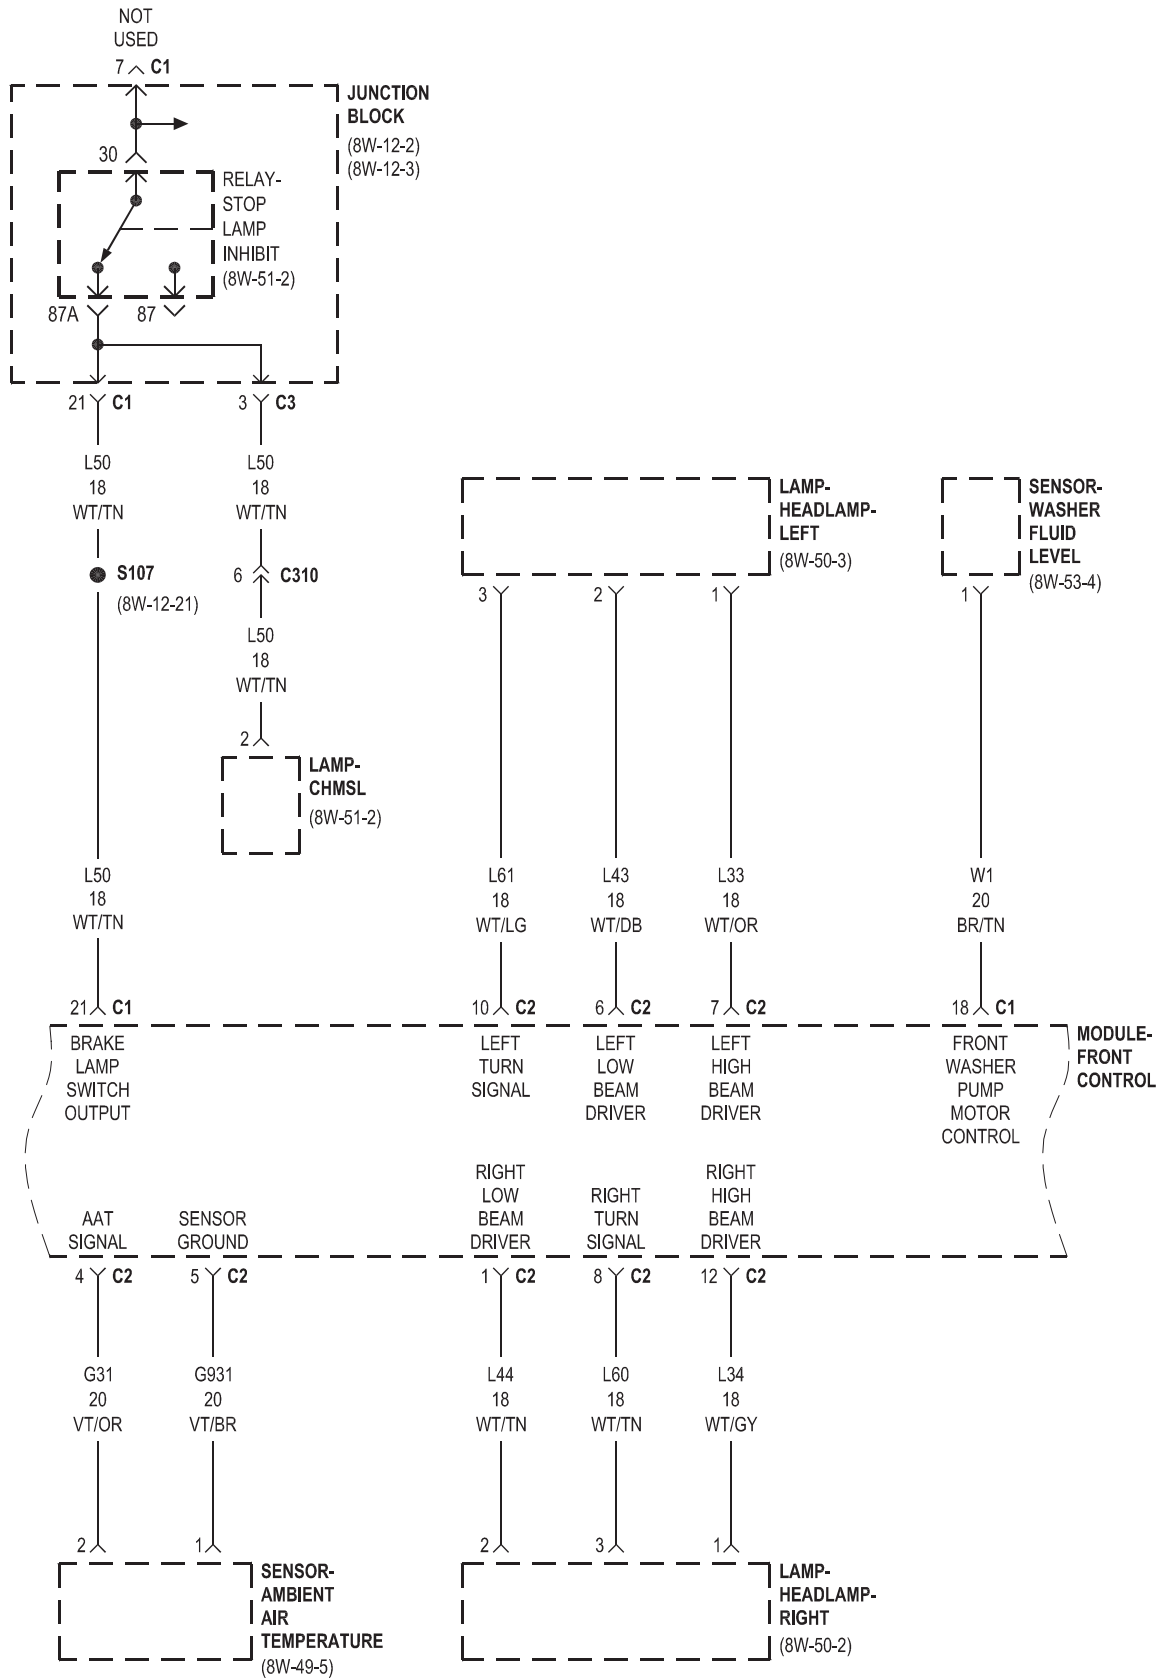 NOT
USED
7 C1
JUNCTION
BLOCK
(8W-12-2)
(8W-12-3)
30
RELAY-
STOP
LAMP
INHIBIT
(8W-51-2)
87A 87
21 C1
3 C3
L50
18
WT/TN
L50
18
WT/TN
S107
(8W-12-21)
6 C310
L50
18
WT/TN
2
LAMP-
CHMSL
(8W-51-2)
LAMP-
HEADLAMP-
LEFT
(8W-50-3)
3 2 1
SENSOR-
WASHER
FLUID
LEVEL
(8W-53-4)
1
L50
18
WT/TN
L61
18
WT/LG
L43
18
WT/DB
L33
18
WT/OR
W1
20
BR/TN
21 C1
10 C2
6 C2
7 C2
18 C1
MODULE-
FRONT
CONTROL
BRAKE
LAMP
SWITCH
OUTPUT
LEFT
TURN
SIGNAL
LEFT
LOW
BEAM
DRIVER
LEFT
HIGH
BEAM
DRIVER
FRONT
WASHER
PUMP
MOTOR
CONTROL
AAT
SIGNAL
SENSOR
GROUND
RIGHT
LOW
BEAM
DRIVER
RIGHT
TURN
SIGNAL
RIGHT
HIGH
BEAM
DRIVER
4 C2
5 C2
1 C2
8 C2
12 C2
G31
20
VT/OR
G931
20
VT/BR
L44
18
WT/TN
L60
18
WT/TN
L34
18
WT/GY
2 1
2 3 1
SENSOR-
AMBIENT
AIR
TEMPERATURE
(8W-49-5)
LAMP-
HEADLAMP-
RIGHT
(8W-50-2)